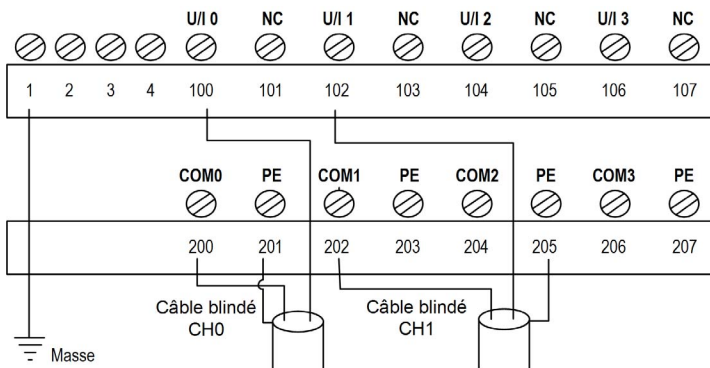 U/I 0 NC U/I 1 NC U/I 2 NC U/I 3 NC
1 2 3 4 100 101 102 103 104 105 106 107
COM0 PE COM1 PE COM2 PE COM3 PE
200 201 202 203 204 205 206 207
Câble blindé
CH0
Câble blindé
CH1
Masse